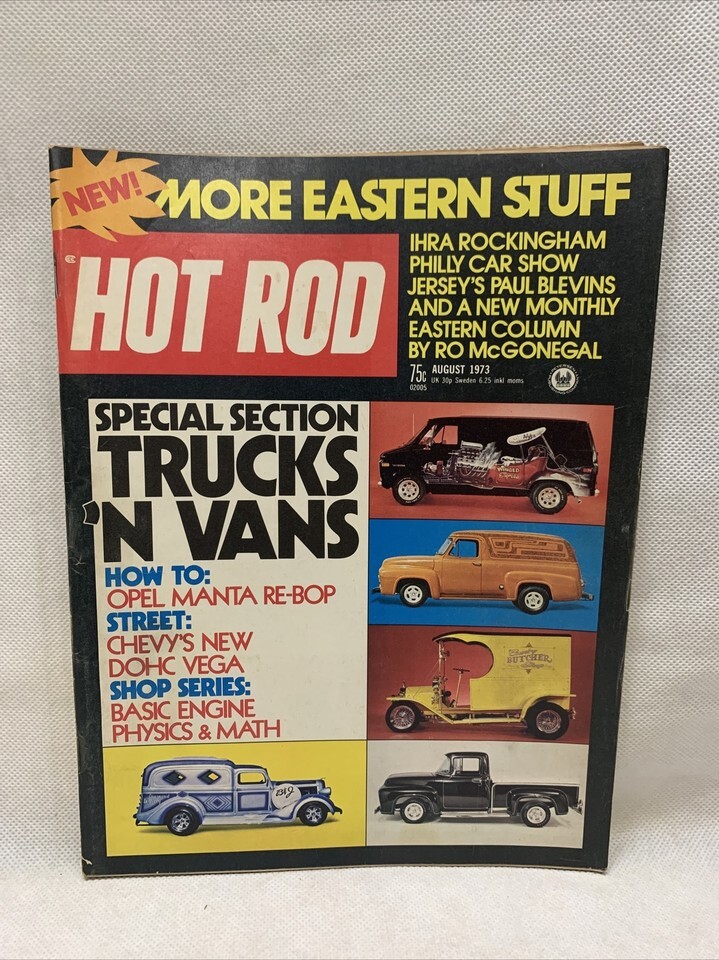 NEW!
MORE EASTERN STUFF
HOT ROD
IHRA ROCKINGHAM
PHILLY CAR SHOW
JERSEY'S PAUL BLEVINS
AND A NEW MONTHLY
EASTERN COLUMN
BY RO McGONEGAL
75¢ AUGUST 1973
UK 30p Sweden 6.25 inkl moms
02005
SPECIAL SECTION
TRUCKS
'N VANS
HOW TO:
OPEL MANTA RE-BOP
STREET:
CHEVY'S NEW
DOHC VEGA
SHOP SERIES:
BASIC ENGINE
PHYSICS & MATH
WINGED
Express
BUTCHER